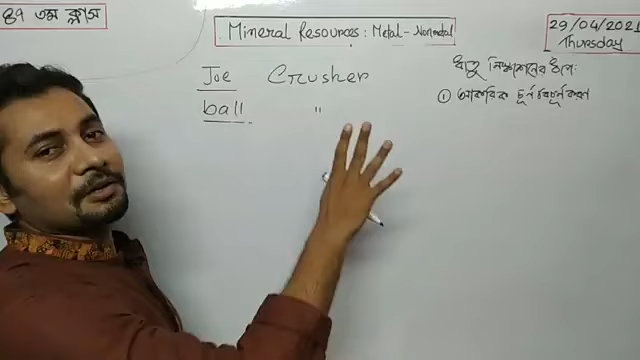 ৪৭ তম ক্লাস
Mineral Resources: Metal-Nonmetal
29/04/2021
Thursday
Joe Crusher
ball "
ধাতু নিষ্কাশনের ধাপ:
① আকরিক চূর্ণ বিচূর্ণকরণ